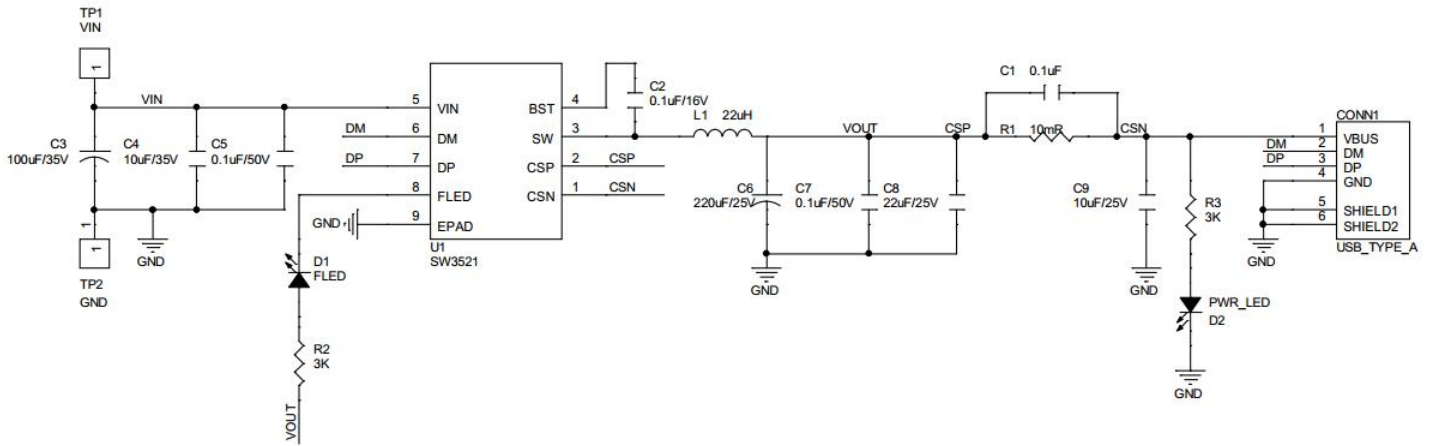 TP1
VIN
1
VIN
C3
100uF/35V
C4
10uF/35V
C5
0.1uF/50V
1
1
TP2
GND
GND
DM
DP
5
6
7
8
9
VIN
DM
DP
FLED
EPAD
BST
SW
CSP
CSN
4
3
2
1
CSP
CSN
U1
SW3521
GND
D1
FLED
R2
3K
VOUT
C2
0.1uF/16V
L1 22uH
VOUT
CSP
C1 0.1uF
R1 10mR
CSN
C6
220uF/25V
C7
0.1uF/50V
C8
22uF/25V
GND
C9
10uF/25V
GND
R3
3K
PWR_LED
D2
GND
CONN1
DM
DP
1
2
3
4
5
6
VBUS
DM
DP
GND
SHIELD1
SHIELD2
USB_TYPE_A
GND